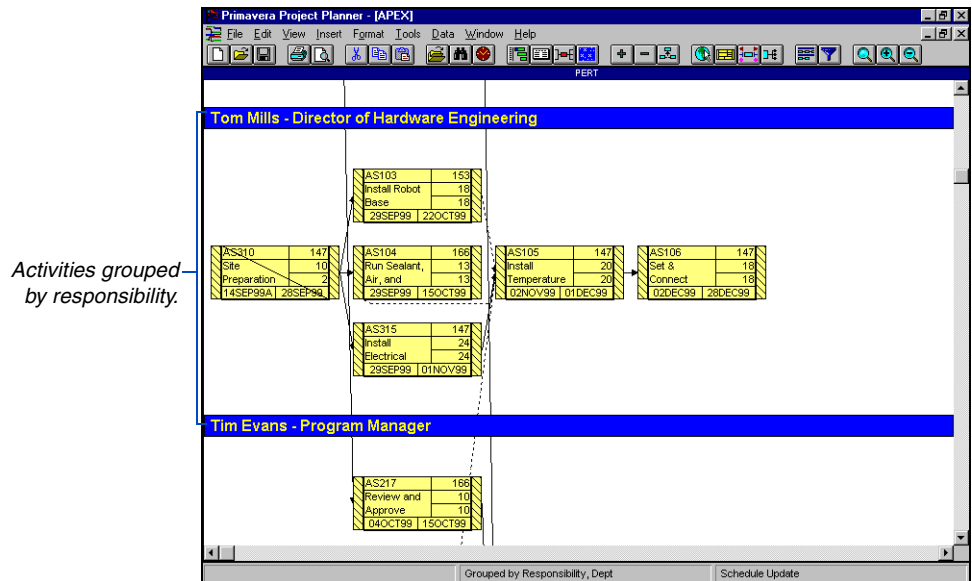 Primavera Project Planner - [APEX]
File Edit View Insert Format Tools Data Window Help
PERT
Tom Mills - Director of Hardware Engineering
AS103 153
Install Robot 18
Base 18
29SEP99 22OCT99
AS310 147
Site 10
Preparation 2
14SEP99A 28SEP99
AS104 166
Run Sealant, 13
Air, and 13
29SEP99 15OCT99
AS105 147
Install 20
Temperature 20
02NOV99 01DEC99
AS106 147
Set & 18
Connect 18
02DEC99 28DEC99
Activities grouped
by responsibility.
AS315 147
Install 24
Electrical 24
29SEP99 01NOV99
Tim Evans - Program Manager
AS217 166
Review and 10
Approve 10
04OCT99 15OCT99
Grouped by Responsibility, Dept Schedule Update